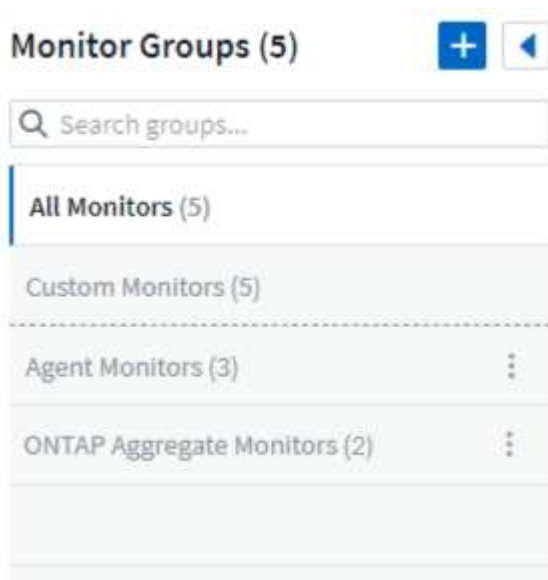 Monitor Groups (5)
Search groups...
All Monitors (5)
Custom Monitors (5)
Agent Monitors (3)
ONTAP Aggregate Monitors (2)